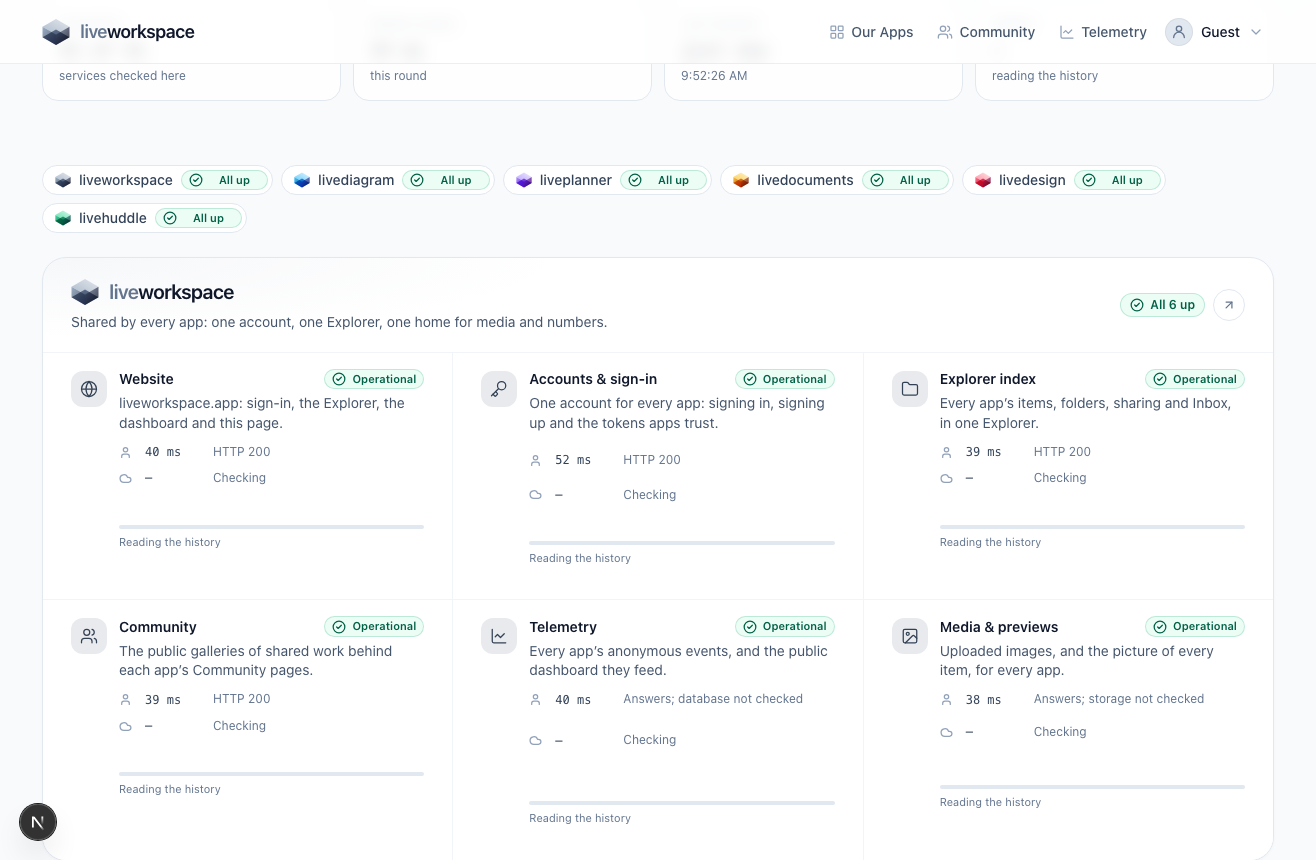 liveworkspace
Our Apps
Community
Telemetry
Guest
services checked here
this round
9:52:26 AM
reading the history
liveworkspace All up
livediagram All up
liveplanner All up
livedocuments All up
livedesign All up
livehuddle All up
liveworkspace
Shared by every app: one account, one Explorer, one home for media and numbers.
All 6 up
Website Operational
liveworkspace.app: sign-in, the Explorer, the
dashboard and this page.
40 ms HTTP 200
– Checking
Reading the history
Accounts & sign-in Operational
One account for every app: signing in, signing
up and the tokens apps trust.
52 ms HTTP 200
– Checking
Reading the history
Explorer index Operational
Every app’s items, folders, sharing and Inbox,
in one Explorer.
39 ms HTTP 200
– Checking
Reading the history
Community Operational
The public galleries of shared work behind
each app’s Community pages.
39 ms HTTP 200
– Checking
Reading the history
Telemetry Operational
Every app’s anonymous events, and the public
dashboard they feed.
40 ms Answers; database not checked
– Checking
Reading the history
Media & previews Operational
Uploaded images, and the picture of every
item, for every app.
38 ms Answers; storage not checked
– Checking
Reading the history
N